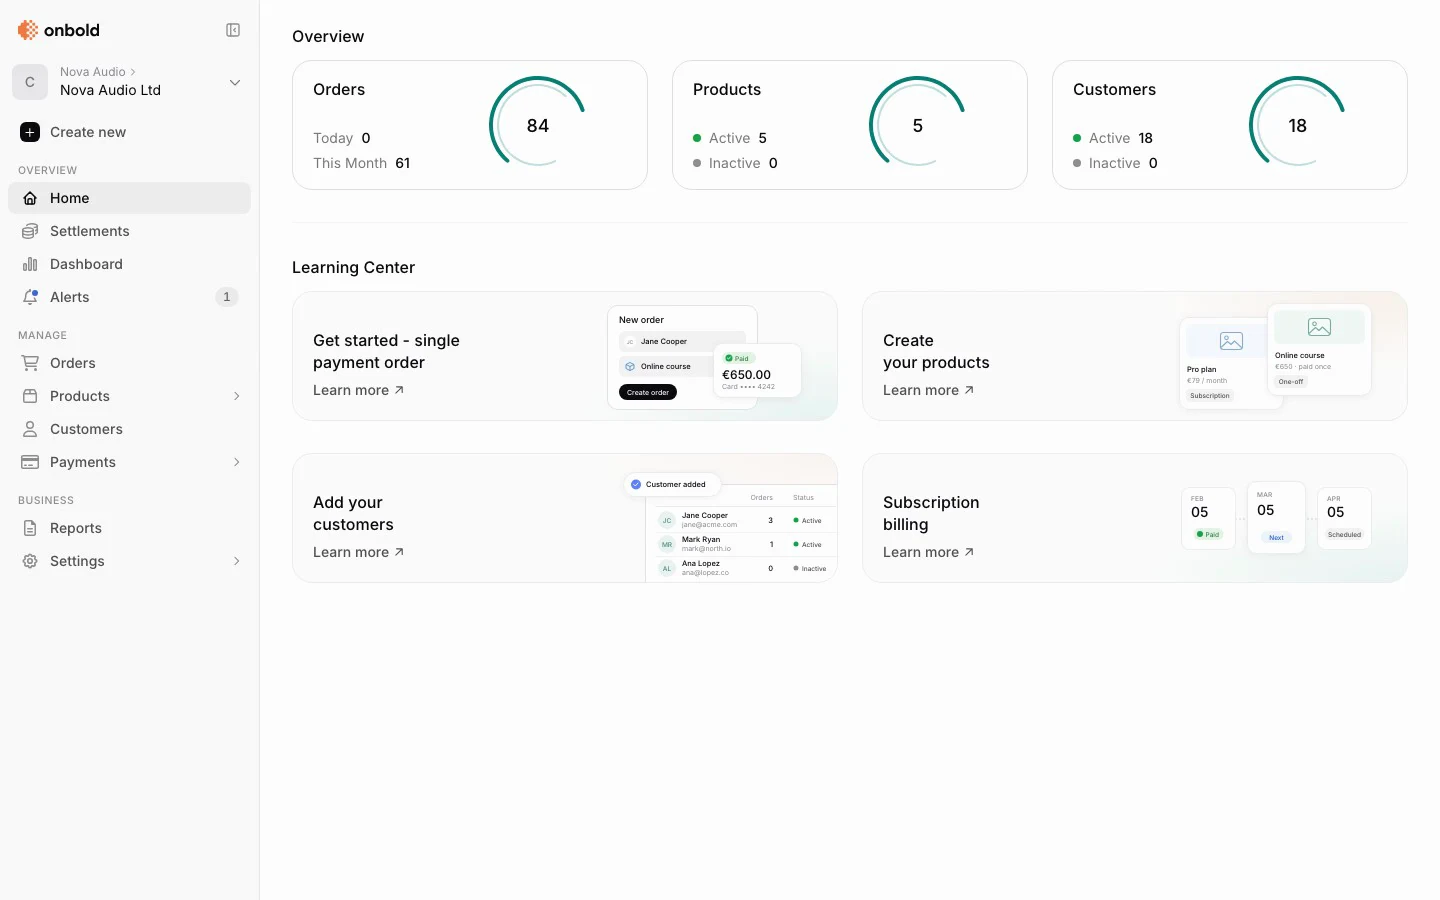 onbold
C
Nova Audio
Nova Audio Ltd
Create new
OVERVIEW
Home
Settlements
Dashboard
Alerts 1
MANAGE
Orders
Products
Customers
Payments
BUSINESS
Reports
Settings
Overview
Orders
Today 0
This Month 61
84
Products
Active 5
Inactive 0
5
Customers
Active 18
Inactive 0
18
Learning Center
Get started - single
payment order
Learn more
New order
JC Jane Cooper
Online course
Create order
Paid
€650.00
Card •••• 4242
Create
your products
Learn more
Pro plan
€79 / month
Subscription
Online course
€650 · paid once
One-off
Add your
customers
Learn more
Customer added
Orders Status
JC Jane Cooper 3 Active
jane@acme.com
MR Mark Ryan 1 Active
mark@north.io
AL Ana Lopez 0 Inactive
ana@lopez.co
Subscription
billing
Learn more
FEB
05
Paid
MAR
05
Next
APR
05
Scheduled